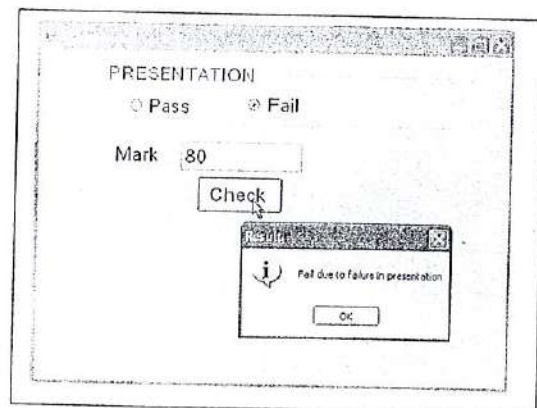 PRESENTATION
Pass Fail
Mark 80
Check
Result
Fail due to failure in presentation
OK